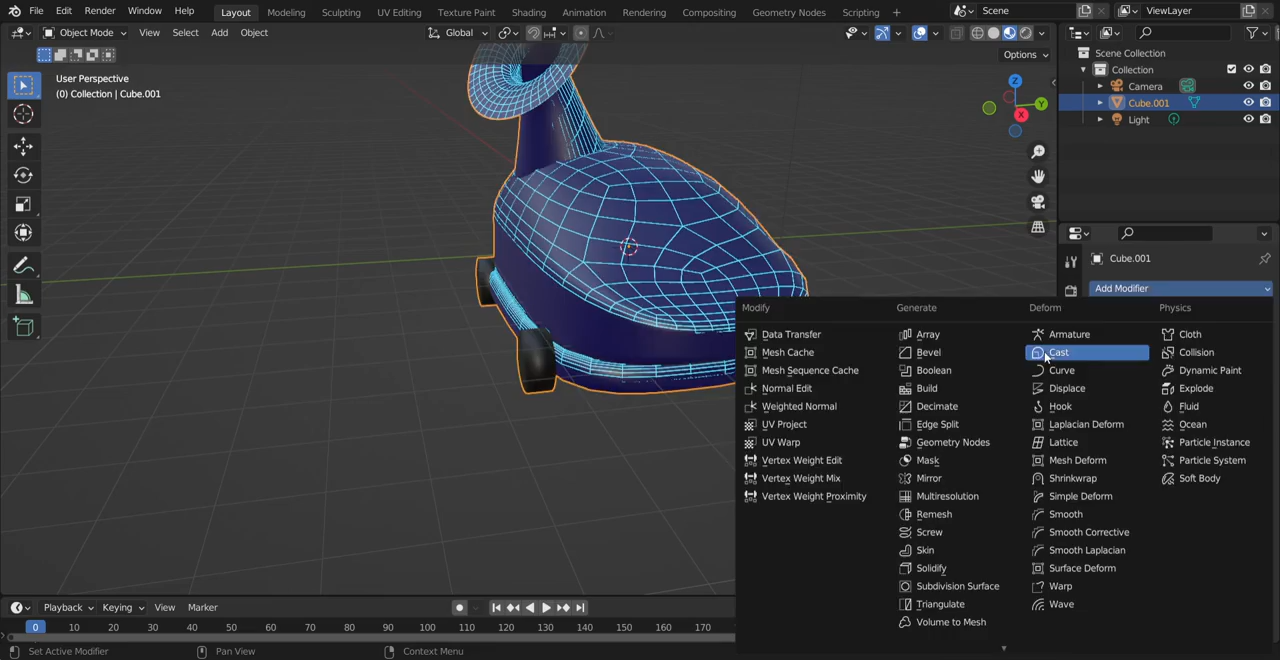 File Edit Render Window Help Layout Modeling Sculpting UV Editing Texture Paint Shading Animation Rendering Compositing Geometry Nodes Scripting + Scene ViewLayer
Object Mode View Select Add Object Global
Options
User Perspective
(0) Collection | Cube.001
Z
Y
X
Scene Collection
Collection
Camera
Cube.001
Light
Cube.001
Add Modifier
Modify Generate Deform Physics
Data Transfer Array Armature Cloth
Mesh Cache Bevel Cast Collision
Mesh Sequence Cache Boolean Curve Dynamic Paint
Normal Edit Build Displace Explode
Weighted Normal Decimate Hook Fluid
UV Project Edge Split Laplacian Deform Ocean
UV Warp Geometry Nodes Lattice Particle Instance
Vertex Weight Edit Mask Mesh Deform Particle System
Vertex Weight Mix Mirror Shrinkwrap Soft Body
Vertex Weight Proximity Multiresolution Simple Deform
Remesh Smooth
Screw Smooth Corrective
Skin Smooth Laplacian
Solidify Surface Deform
Subdivision Surface Warp
Triangulate Wave
Volume to Mesh
Playback Keying View Marker
0 10 20 30 40 50 60 70 80 90 100 110 120 130 140 150 160 170
Set Active Modifier Pan View Context Menu